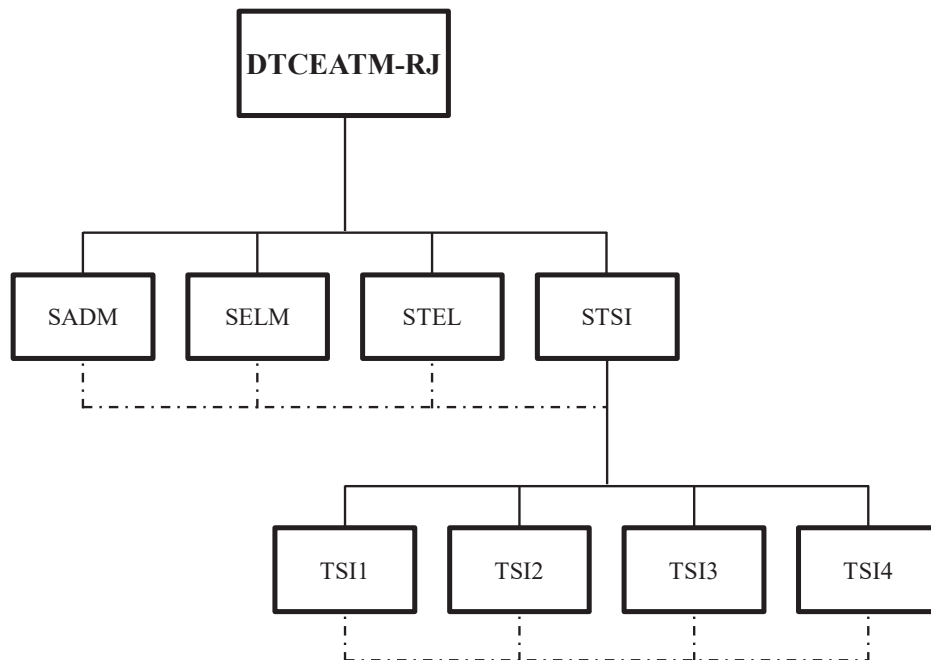 DTCEATM-RJ
SADM
SELM
STEL
STSI
TSI1
TSI2
TSI3
TSI4